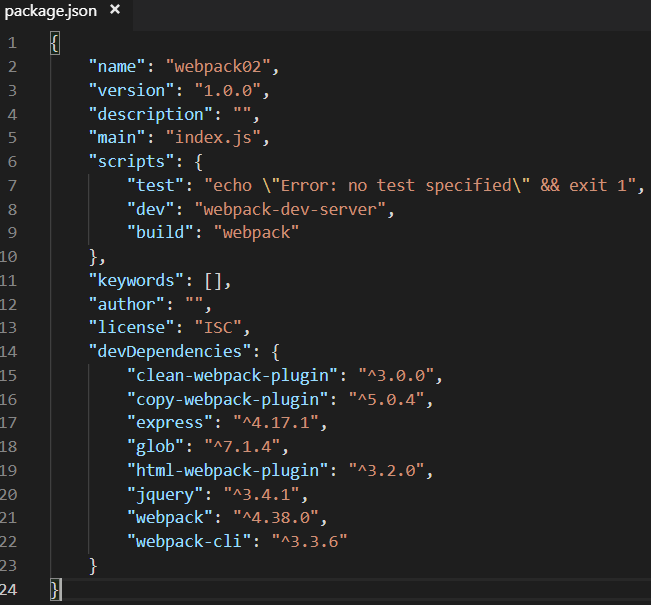 package.json ×
1 {
2     "name": "webpack02",
3     "version": "1.0.0",
4     "description": "",
5     "main": "index.js",
6     "scripts": {
7         "test": "echo \"Error: no test specified\" && exit 1",
8         "dev": "webpack-dev-server",
9         "build": "webpack"
10     },
11     "keywords": [],
12     "author": "",
13     "license": "ISC",
14     "devDependencies": {
15         "clean-webpack-plugin": "^3.0.0",
16         "copy-webpack-plugin": "^5.0.4",
17         "express": "^4.17.1",
18         "glob": "^7.1.4",
19         "html-webpack-plugin": "^3.2.0",
20         "jquery": "^3.4.1",
21         "webpack": "^4.38.0",
22         "webpack-cli": "^3.3.6"
23     }
24 }